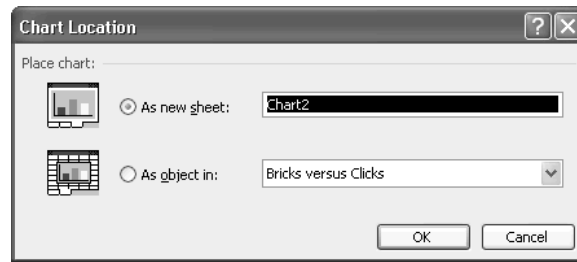 Chart Location
Place chart:
As new sheet: Chart2
As object in: Bricks versus Clicks
OK Cancel